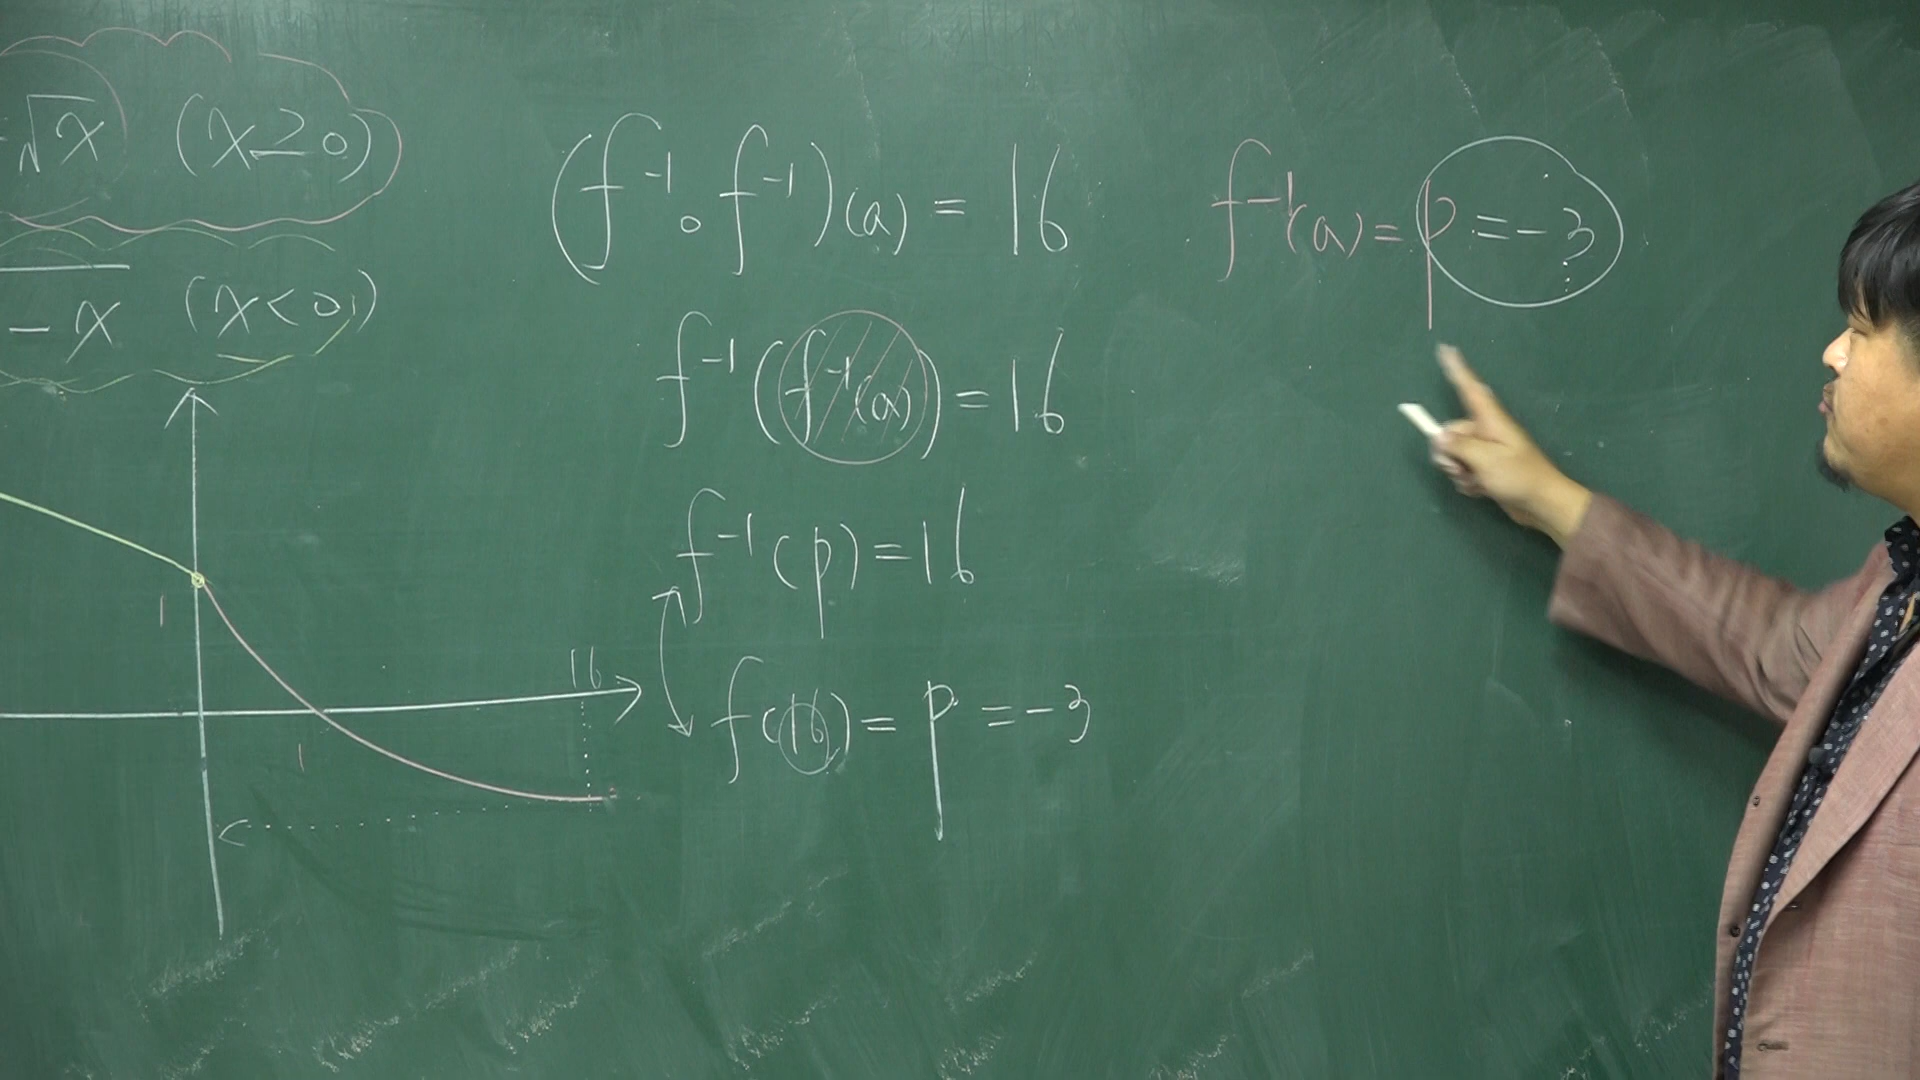 √x (x≥0)
-x (x<0)
(f⁻¹∘f⁻¹)(a) = 16
f⁻¹(f⁻¹(a)) = 16
f⁻¹(p) = 16
f(16) = p = -3
f⁻¹(a) = p = -3
1
1
16